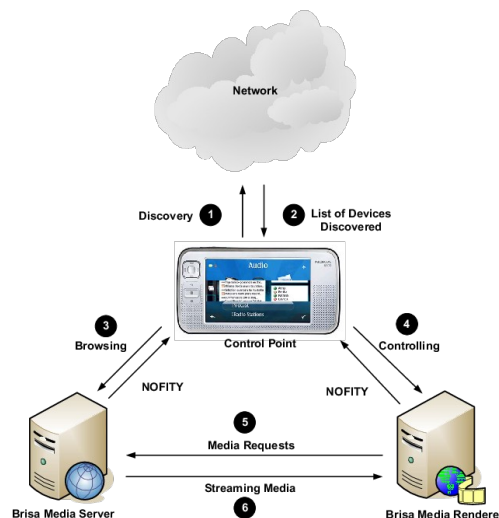 Network
Discovery
1
2
List of Devices
Discovered
Audio
3
Browsing
Control Point
4
Controlling
NOFITY
NOFITY
5
Media Requests
Streaming Media
6
Brisa Media Server
Brisa Media Rendere